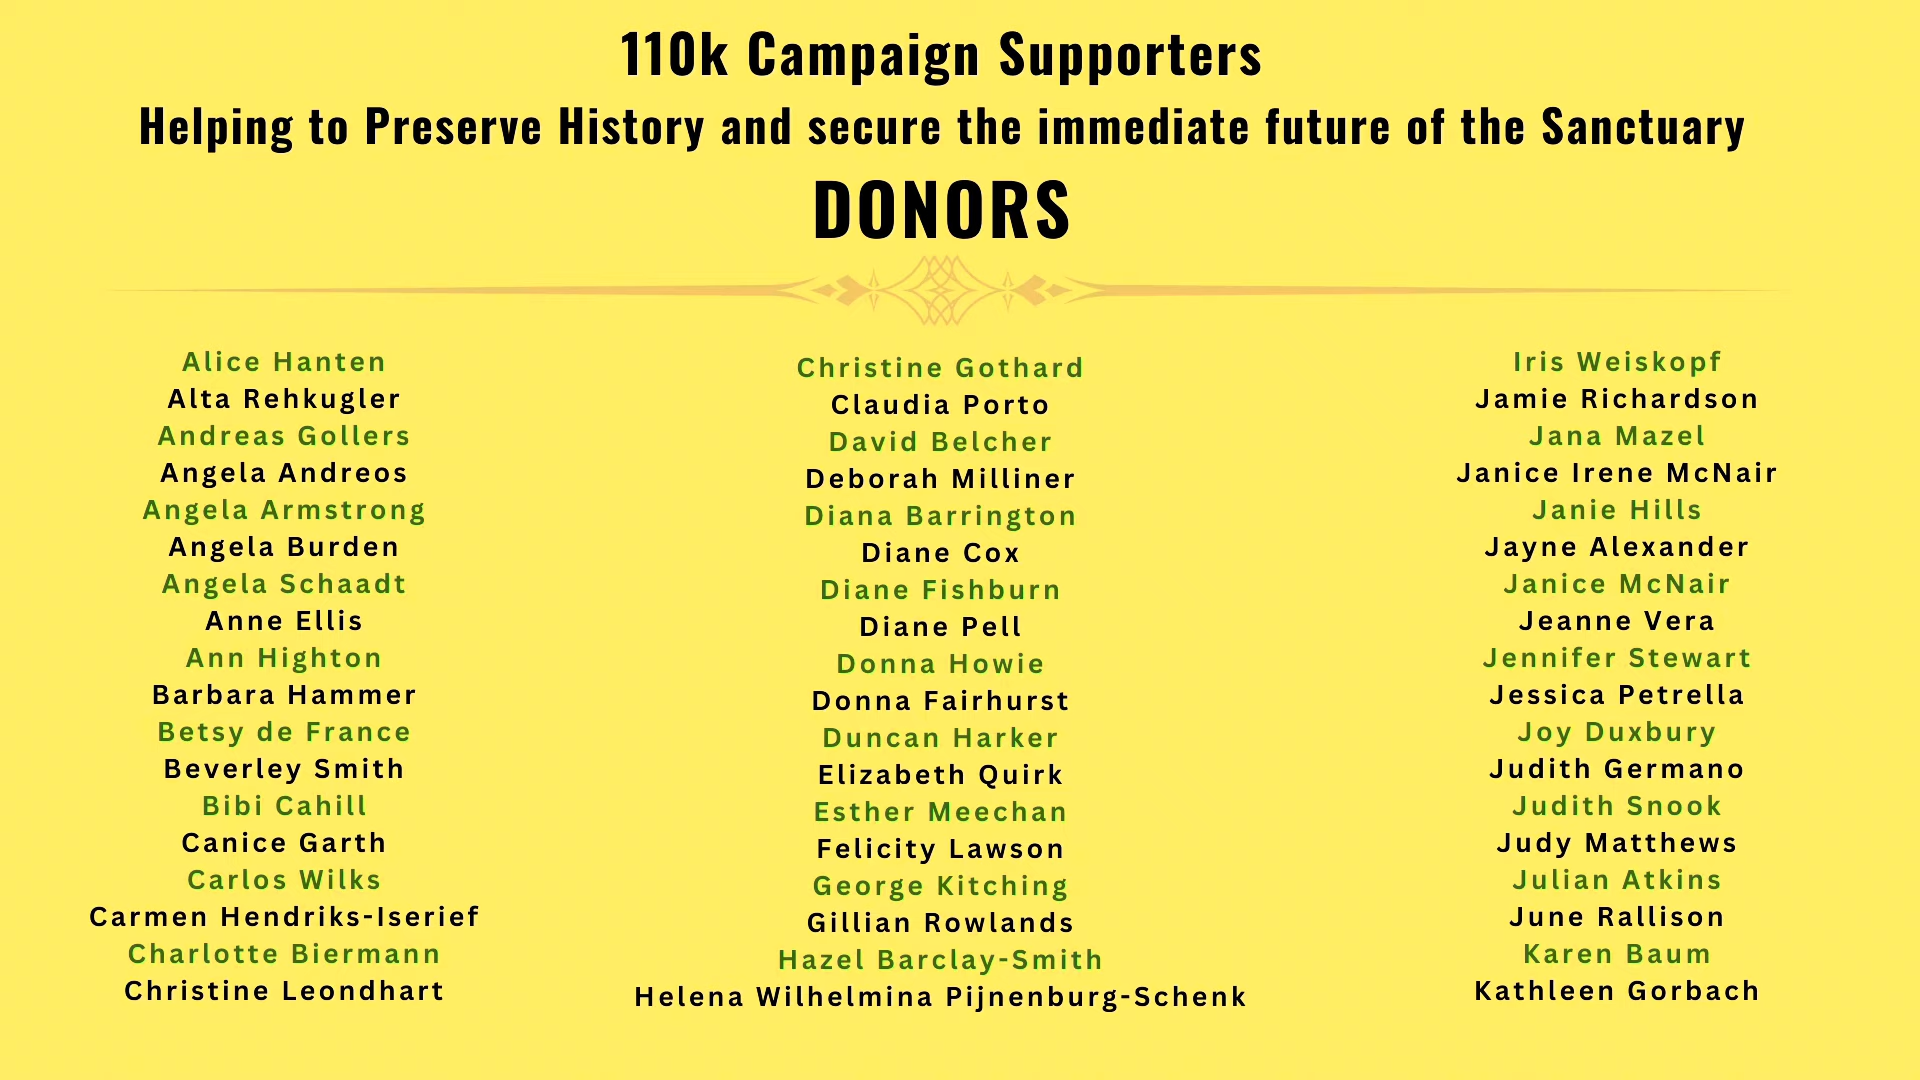 110k Campaign Supporters
Helping to Preserve History and secure the immediate future of the Sanctuary
DONORS
Alice Hanten
Alta Rehkugler
Andreas Gollers
Angela Andreos
Angela Armstrong
Angela Burden
Angela Schaadt
Anne Ellis
Ann Highton
Barbara Hammer
Betsy de France
Beverley Smith
Bibi Cahill
Canice Garth
Carlos Wilks
Carmen Hendriks-Iserief
Charlotte Biermann
Christine Leondhart
Christine Gothard
Claudia Porto
David Belcher
Deborah Milliner
Diana Barrington
Diane Cox
Diane Fishburn
Diane Pell
Donna Howie
Donna Fairhurst
Duncan Harker
Elizabeth Quirk
Esther Meechan
Felicity Lawson
George Kitching
Gillian Rowlands
Hazel Barclay-Smith
Helena Wilhelmina Pijnenburg-Schenk
Iris Weiskopf
Jamie Richardson
Jana Mazel
Janice Irene McNair
Janie Hills
Jayne Alexander
Janice McNair
Jeanne Vera
Jennifer Stewart
Jessica Petrella
Joy Duxbury
Judith Germano
Judith Snook
Judy Matthews
Julian Atkins
June Rallison
Karen Baum
Kathleen Gorbach